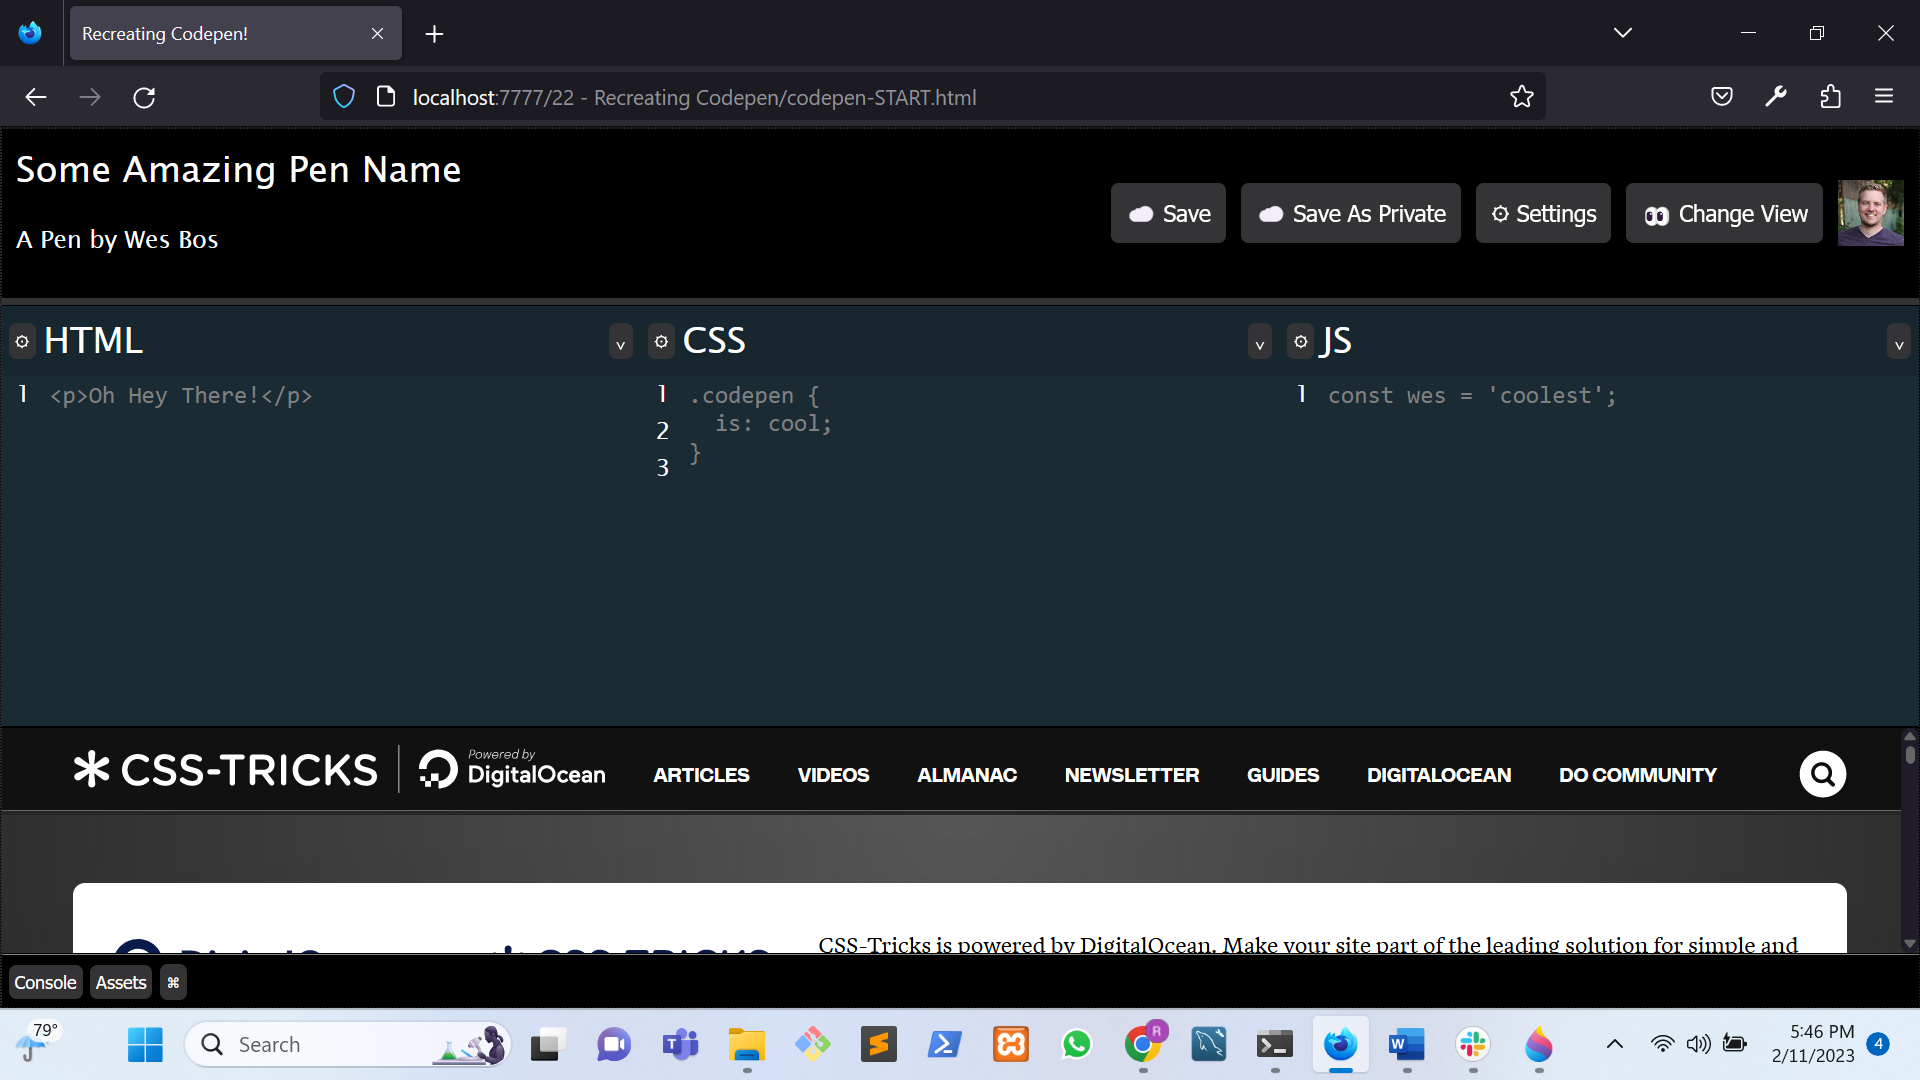 Recreating Codepen!
localhost:7777/22 - Recreating Codepen/codepen-START.html
Some Amazing Pen Name
A Pen by Wes Bos
Save
Save As Private
⚙ Settings
👀 Change View
⚙ HTML
v
⚙ CSS
v
⚙ JS
v
1 <p>Oh Hey There!</p>
1 .codepen {
2 is: cool;
3 }
1 const wes = 'coolest';
CSS-TRICKS
Powered by
DigitalOcean
ARTICLES
VIDEOS
ALMANAC
NEWSLETTER
GUIDES
DIGITALOCEAN
DO COMMUNITY
CSS-Tricks is powered by DigitalOcean. Make your site part of the leading solution for simple and
Console
Assets
⌘
79°
Search
R
5:46 PM
2/11/2023
4